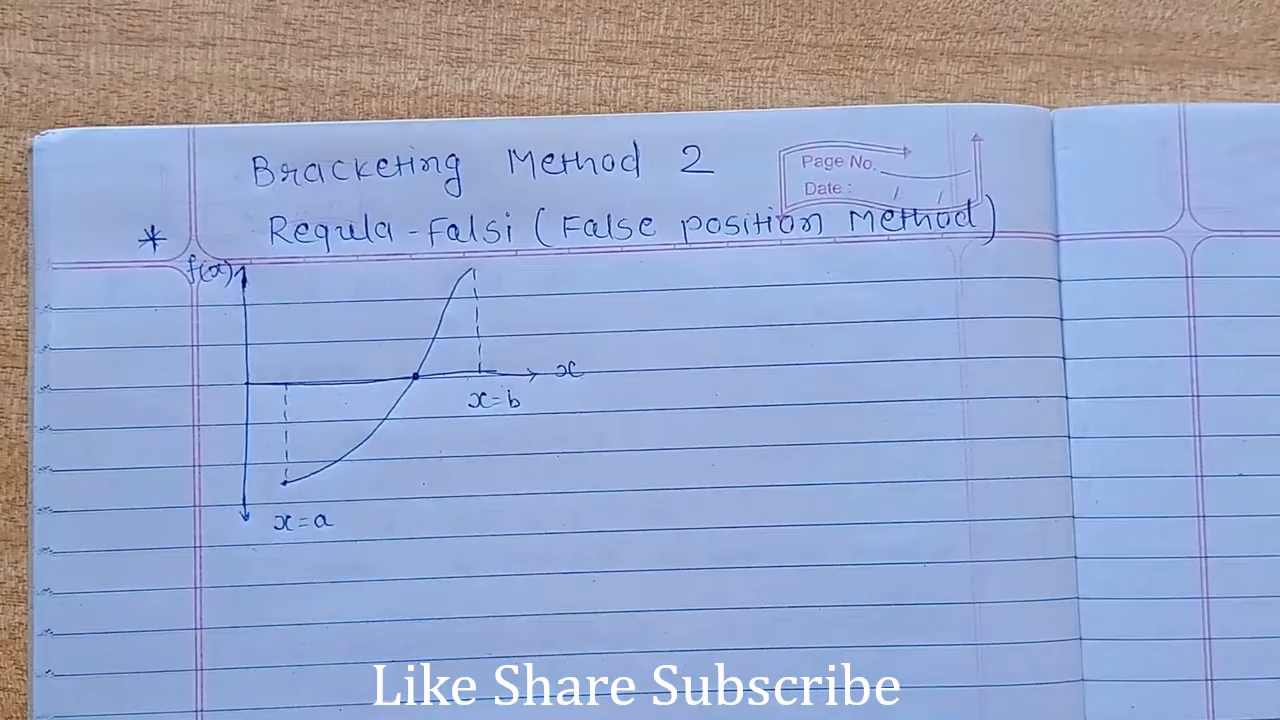 Bracketing Method 2
Page No.
Date : / /
* Regula-Falsi (False position Method)
f(x)
x
x=b
x=a
Like Share Subscribe